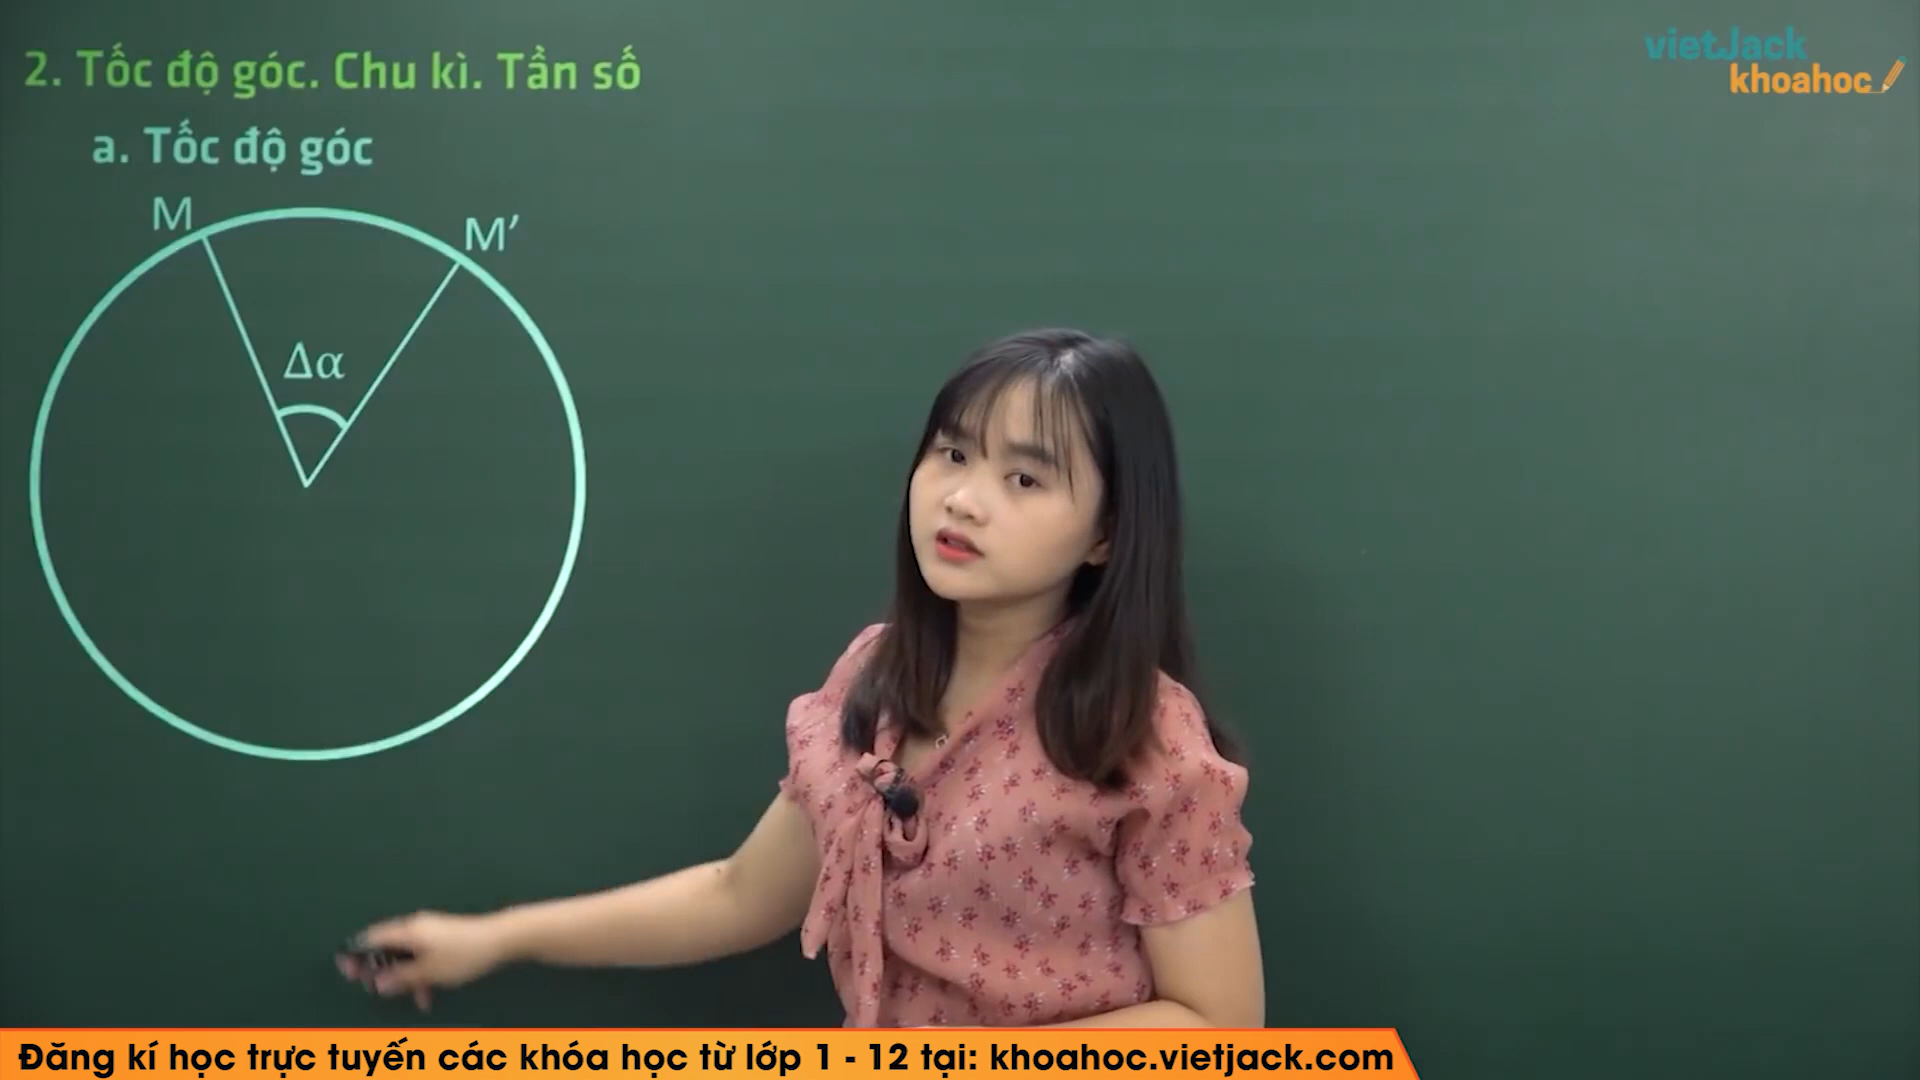 2. Tốc độ góc. Chu kì. Tần số
vietJack
khoahoc
a. Tốc độ góc
M
M′
Δα
Đăng kí học trực tuyến các khóa học từ lớp 1 - 12 tại: khoahoc.vietjack.com